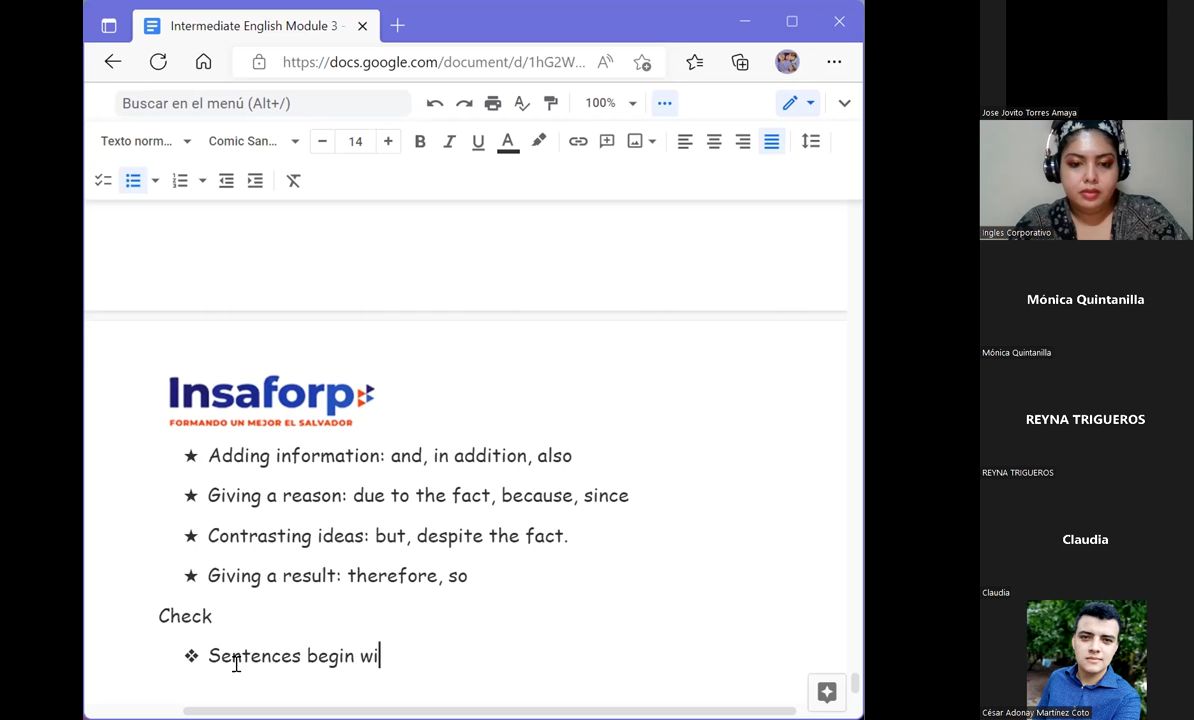 Intermediate English Module 3 -
https://docs.google.com/document/d/1hG2W...
Buscar en el menú (Alt+/)
100%
Texto norm...
Comic San...
14
B
I
U
A
Insaforp
FORMANDO UN MEJOR EL SALVADOR
★ Adding information: and, in addition, also
★ Giving a reason: due to the fact, because, since
★ Contrasting ideas: but, despite the fact.
★ Giving a result: therefore, so
Check
❖ Sentences begin wi
Jose Jovito Torres Amaya
Ingles Corporativo
Mónica Quintanilla
Mónica Quintanilla
REYNA TRIGUEROS
REYNA TRIGUEROS
Claudia
Claudia
César Adonay Martínez Coto